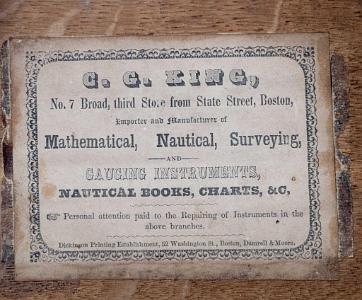 C. G. KING,
No. 7 Broad, third Store from State Street, Boston,
Importer and Manufacturer of
Mathematical, Nautical, Surveying,
AND
GAUGING INSTRUMENTS,
NAUTICAL BOOKS, CHARTS, &C,
☞ Personal attention paid to the Repairing of Instruments in the
above branches.
Dickinson Printing Establishment, 52 Washington St., Boston, Damrell & Moore.